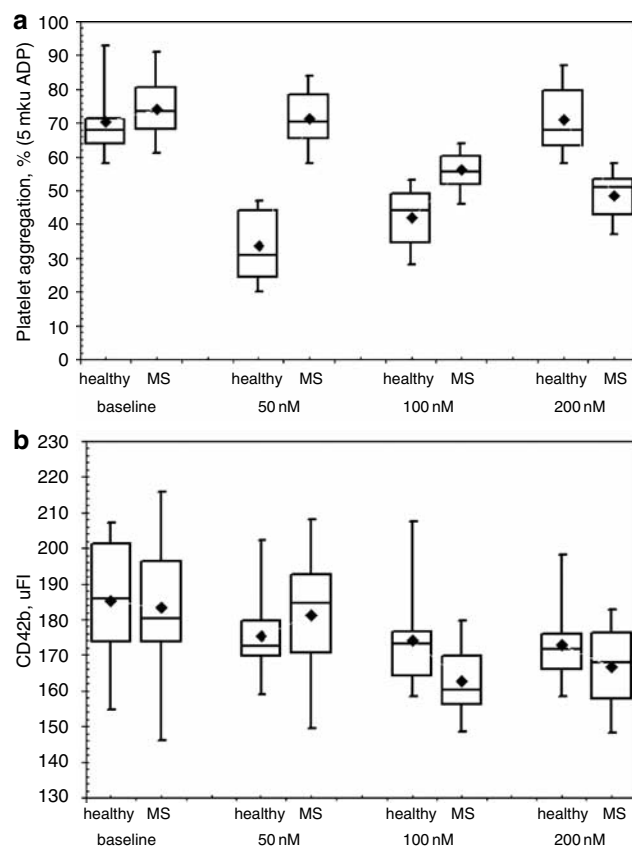 a
Platelet aggregation, % (5 mku ADP)
100
90
80
70
60
50
40
30
20
10
0
healthy MS healthy MS healthy MS healthy MS
baseline 50 nM 100 nM 200 nM
b
CD42b, uFI
230
220
210
200
190
180
170
160
150
140
130
healthy MS healthy MS healthy MS healthy MS
baseline 50 nM 100 nM 200 nM